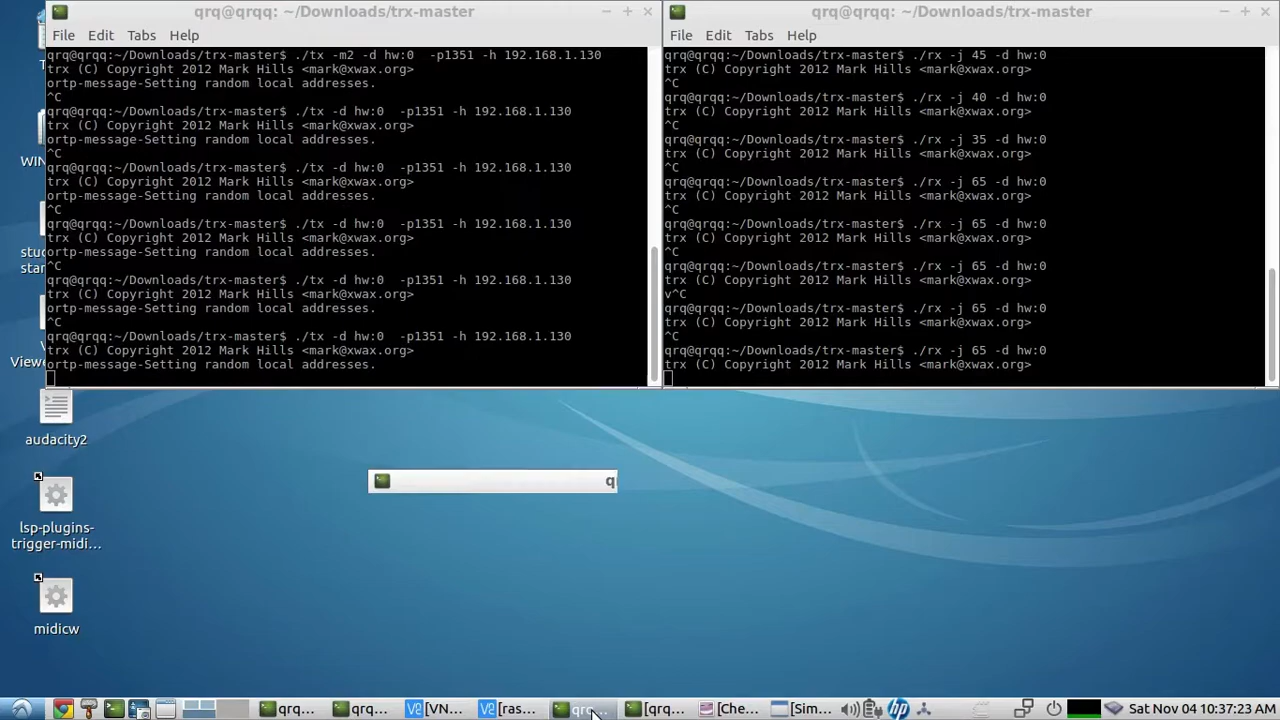 qrq@qrqq: ~/Downloads/trx-master
File Edit Tabs Help
qrq@qrqq:~/Downloads/trx-master$ ./tx -m2 -d hw:0  -p1351 -h 192.168.1.130
trx (C) Copyright 2012 Mark Hills <mark@xwax.org>
ortp-message-Setting random local addresses.
^C
qrq@qrqq:~/Downloads/trx-master$ ./tx -d hw:0  -p1351 -h 192.168.1.130
trx (C) Copyright 2012 Mark Hills <mark@xwax.org>
ortp-message-Setting random local addresses.
^C
qrq@qrqq:~/Downloads/trx-master$ ./tx -d hw:0  -p1351 -h 192.168.1.130
trx (C) Copyright 2012 Mark Hills <mark@xwax.org>
ortp-message-Setting random local addresses.
^C
qrq@qrqq:~/Downloads/trx-master$ ./tx -d hw:0  -p1351 -h 192.168.1.130
trx (C) Copyright 2012 Mark Hills <mark@xwax.org>
ortp-message-Setting random local addresses.
^C
qrq@qrqq:~/Downloads/trx-master$ ./tx -d hw:0  -p1351 -h 192.168.1.130
trx (C) Copyright 2012 Mark Hills <mark@xwax.org>
ortp-message-Setting random local addresses.
^C
qrq@qrqq:~/Downloads/trx-master$ ./tx -d hw:0  -p1351 -h 192.168.1.130
trx (C) Copyright 2012 Mark Hills <mark@xwax.org>
ortp-message-Setting random local addresses.
qrq@qrqq: ~/Downloads/trx-master
File Edit Tabs Help
qrq@qrqq:~/Downloads/trx-master$ ./rx -j 45 -d hw:0
trx (C) Copyright 2012 Mark Hills <mark@xwax.org>
^C
qrq@qrqq:~/Downloads/trx-master$ ./rx -j 40 -d hw:0
trx (C) Copyright 2012 Mark Hills <mark@xwax.org>
^C
qrq@qrqq:~/Downloads/trx-master$ ./rx -j 35 -d hw:0
trx (C) Copyright 2012 Mark Hills <mark@xwax.org>
^C
qrq@qrqq:~/Downloads/trx-master$ ./rx -j 65 -d hw:0
trx (C) Copyright 2012 Mark Hills <mark@xwax.org>
^C
qrq@qrqq:~/Downloads/trx-master$ ./rx -j 65 -d hw:0
trx (C) Copyright 2012 Mark Hills <mark@xwax.org>
^C
qrq@qrqq:~/Downloads/trx-master$ ./rx -j 65 -d hw:0
trx (C) Copyright 2012 Mark Hills <mark@xwax.org>
v^C
qrq@qrqq:~/Downloads/trx-master$ ./rx -j 65 -d hw:0
trx (C) Copyright 2012 Mark Hills <mark@xwax.org>
^C
qrq@qrqq:~/Downloads/trx-master$ ./rx -j 65 -d hw:0
trx (C) Copyright 2012 Mark Hills <mark@xwax.org>
WIN
stu
star
Viewe
audacity2
lsp-plugins-
trigger-midi...
midicw
q
qrq... qrq... [VN... [ras... qrq... [qrq... [Che... [Sim... hp Sat Nov 04 10:37:23 AM